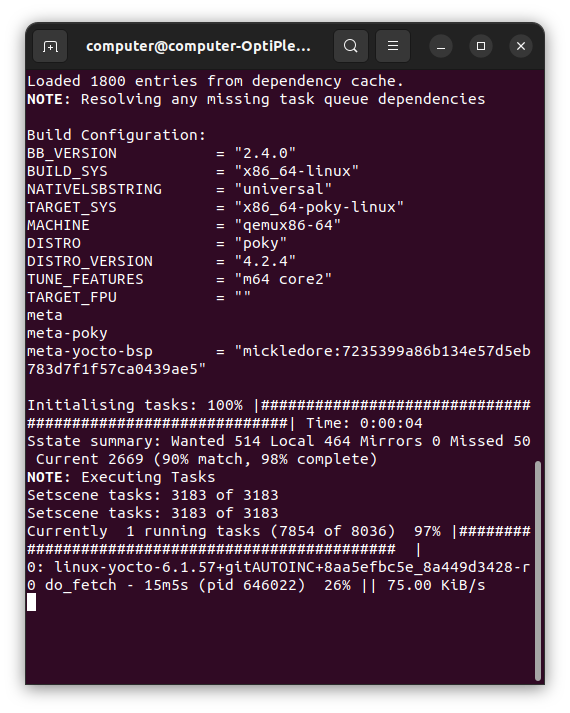 computer@computer-OptiPle...
Loaded 1800 entries from dependency cache.
NOTE: Resolving any missing task queue dependencies
Build Configuration:
BB_VERSION           = "2.4.0"
BUILD_SYS            = "x86_64-linux"
NATIVELSBSTRING      = "universal"
TARGET_SYS           = "x86_64-poky-linux"
MACHINE              = "qemux86-64"
DISTRO               = "poky"
DISTRO_VERSION       = "4.2.4"
TUNE_FEATURES        = "m64 core2"
TARGET_FPU           = ""
meta
meta-poky
meta-yocto-bsp       = "mickledore:7235399a86b134e57d5eb
783d7f1f57ca0439ae5"
Initialising tasks: 100% |##############################
#############################| Time: 0:00:04
Sstate summary: Wanted 514 Local 464 Mirrors 0 Missed 50
 Current 2669 (90% match, 98% complete)
NOTE: Executing Tasks
Setscene tasks: 3183 of 3183
Setscene tasks: 3183 of 3183
Currently  1 running tasks (7854 of 8036)  97% |########
#########################################  |
0: linux-yocto-6.1.57+gitAUTOINC+8aa5efbc5e_8a449d3428-r
0 do_fetch - 15m5s (pid 646022)  26% || 75.00 KiB/s